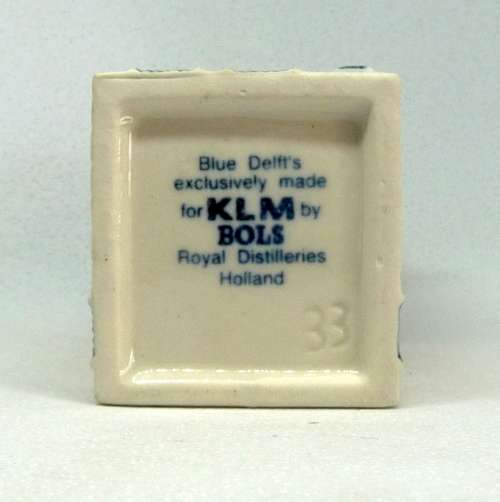 Blue Delft's
exclusively made
for KLM by
BOLS
Royal Distilleries
Holland
33